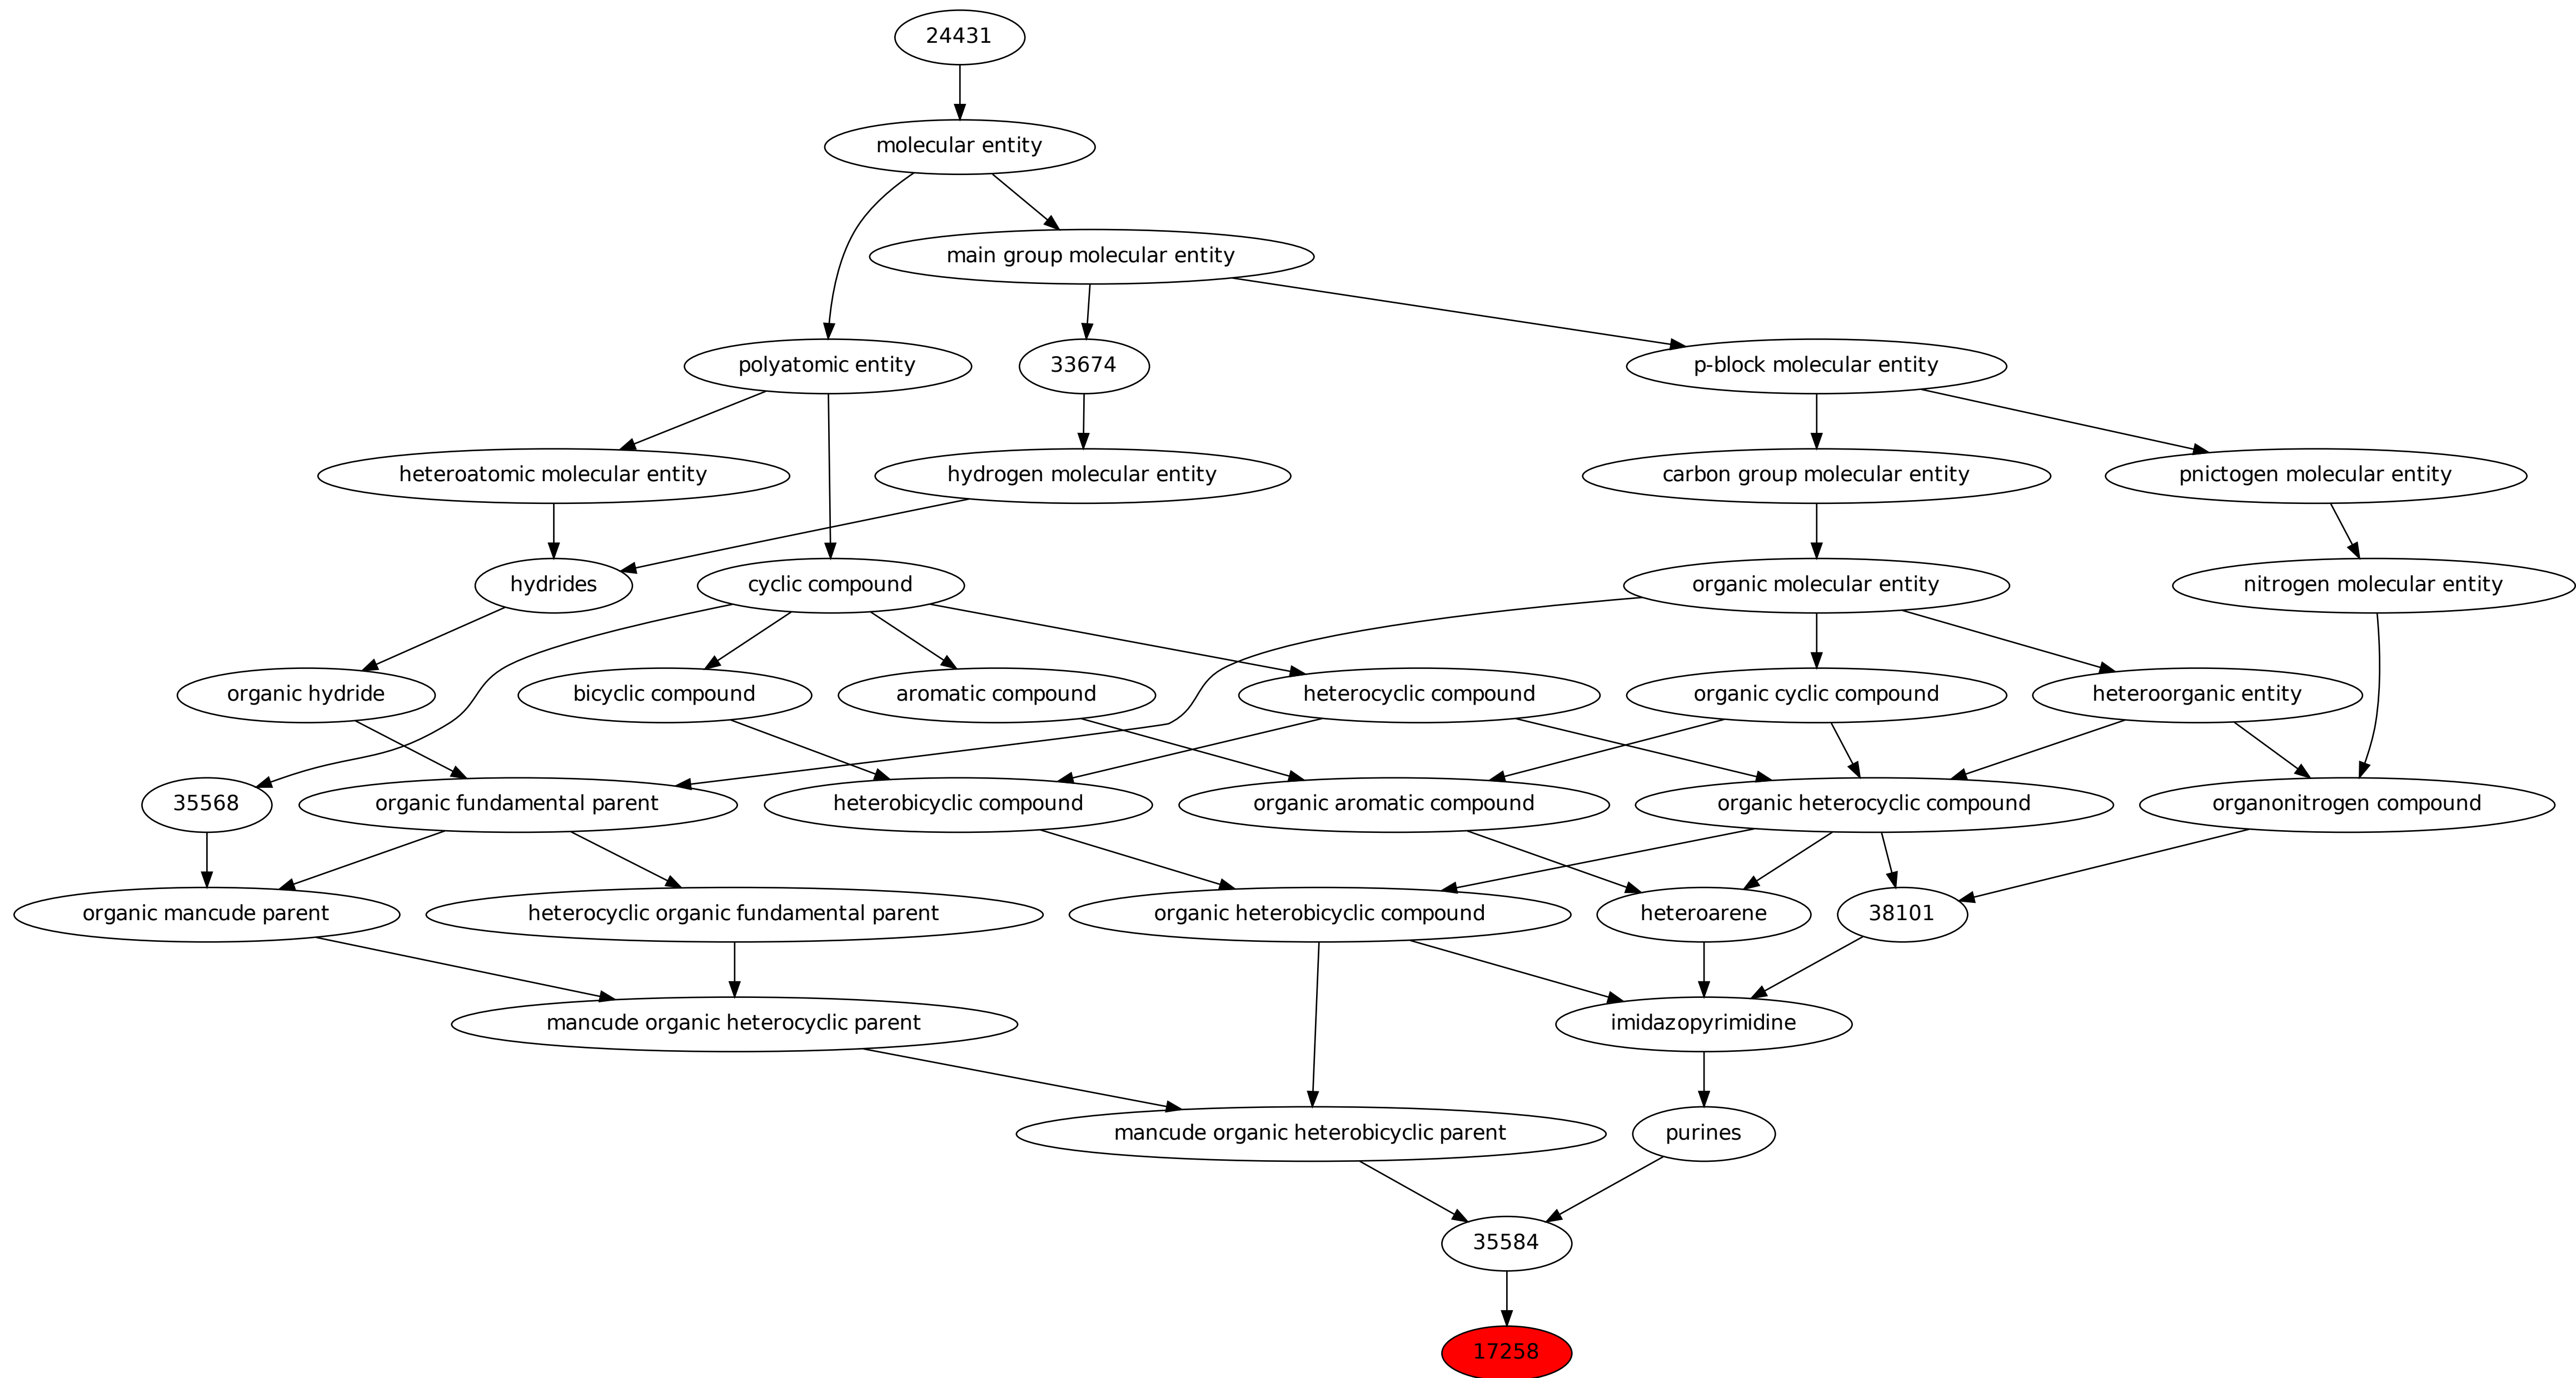 24431
molecular entity
main group molecular entity
polyatomic entity
33674
p-block molecular entity
heteroatomic molecular entity
hydrogen molecular entity
carbon group molecular entity
pnictogen molecular entity
hydrides
cyclic compound
organic molecular entity
nitrogen molecular entity
organic hydride
bicyclic compound
aromatic compound
heterocyclic compound
organic cyclic compound
heteroorganic entity
35568
organic fundamental parent
heterobicyclic compound
organic aromatic compound
organic heterocyclic compound
organonitrogen compound
organic mancude parent
heterocyclic organic fundamental parent
organic heterobicyclic compound
heteroarene
38101
mancude organic heterocyclic parent
imidazopyrimidine
mancude organic heterobicyclic parent
purines
35584
17258